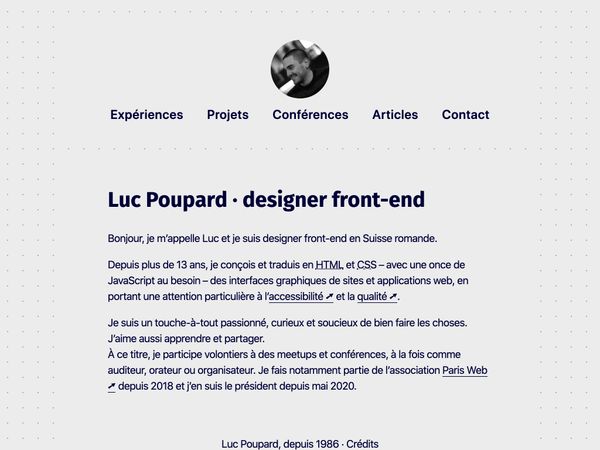 Expériences Projets Conférences Articles Contact
Luc Poupard · designer front-end
Bonjour, je m’appelle Luc et je suis designer front-end en Suisse romande.
Depuis plus de 13 ans, je conçois et traduis en HTML et CSS – avec une once de
JavaScript au besoin – des interfaces graphiques de sites et applications web, en
portant une attention particulière à l’accessibilité ➚ et la qualité ➚.
Je suis un touche-à-tout passionné, curieux et soucieux de bien faire les choses.
J’aime aussi apprendre et partager.
À ce titre, je participe volontiers à des meetups et conférences, à la fois comme
auditeur, orateur ou organisateur. Je fais notamment partie de l’association Paris Web
➚ depuis 2018 et j’en suis le président depuis mai 2020.
Luc Poupard, depuis 1986 · Crédits